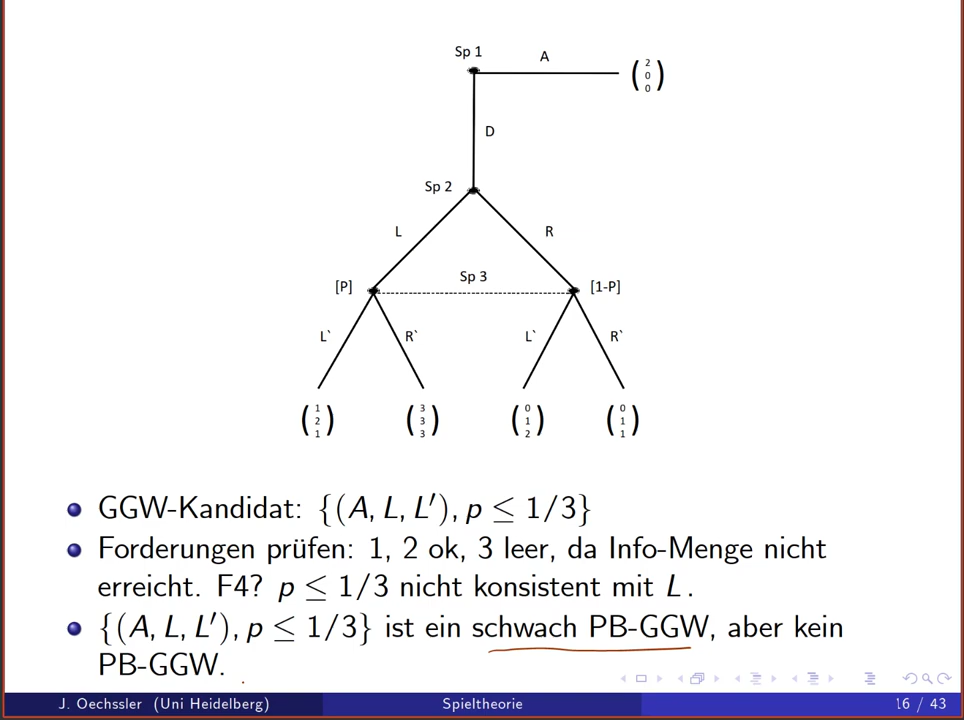 Sp 1
A
2
0
0
D
Sp 2
L
R
Sp 3
[P]
[1-P]
L`
R`
L`
R`
1 3 0 0
2 3 1 1
1 3 2 1
GGW-Kandidat: {(A, L, L′), p ≤ 1/3}
Forderungen prüfen: 1, 2 ok, 3 leer, da Info-Menge nicht
erreicht. F4? p ≤ 1/3 nicht konsistent mit L.
{(A, L, L′), p ≤ 1/3} ist ein schwach PB-GGW, aber kein
PB-GGW.
J. Oechssler (Uni Heidelberg) Spieltheorie 16 / 43